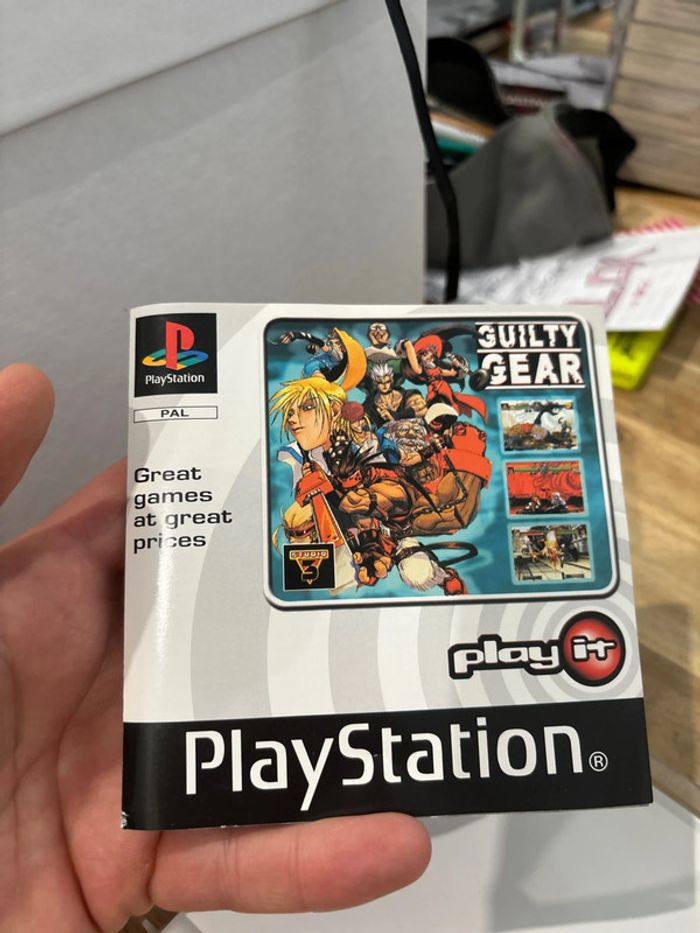 PlayStation
PAL
Great
games
at great
prices
GUILTY
GEAR
STUDIO
3
play it
PlayStation®